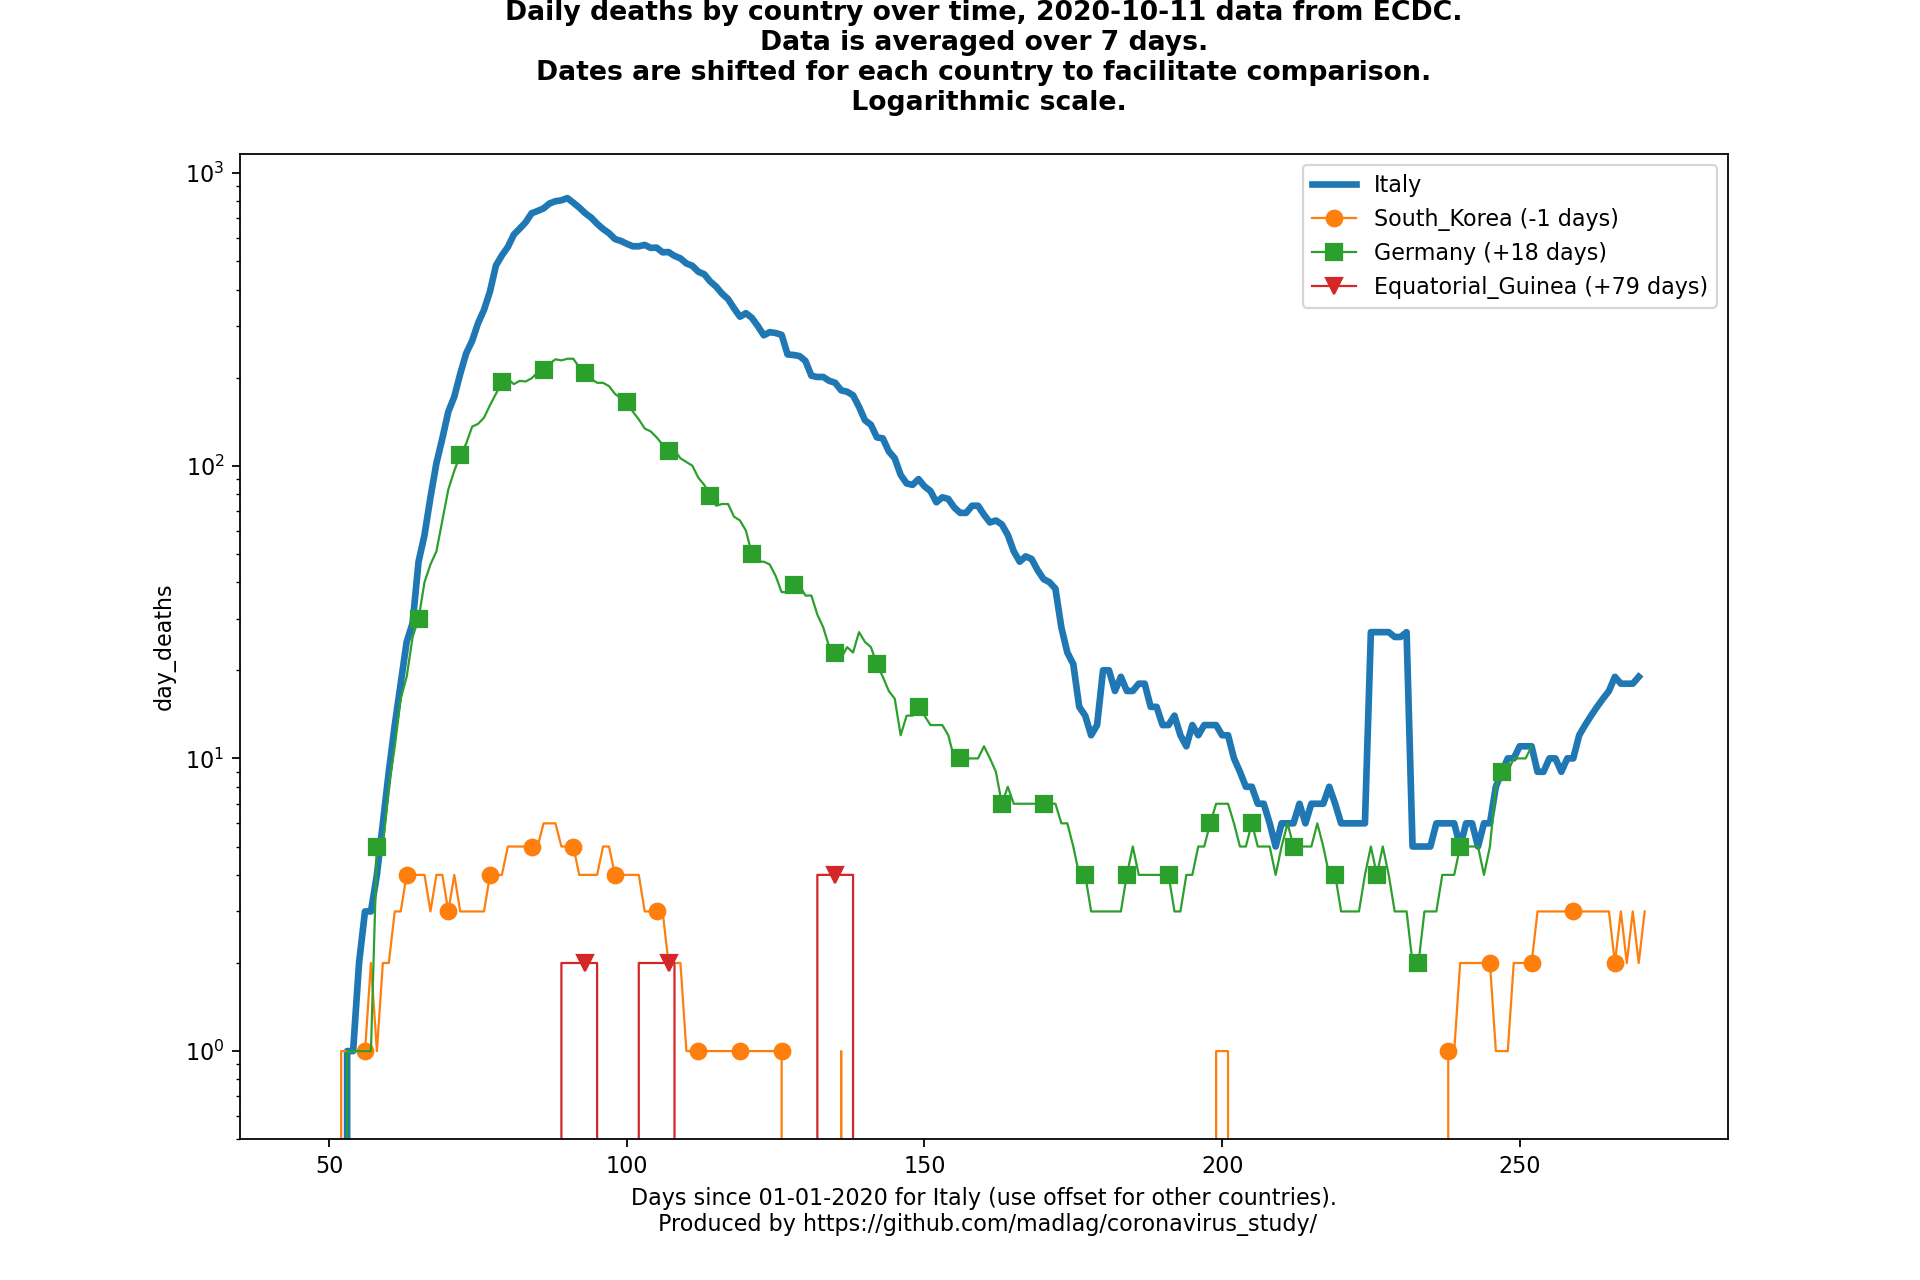 Daily deaths by country over time, 2020-10-11 data from ECDC.
Data is averaged over 7 days.
Dates are shifted for each country to facilitate comparison.
Logarithmic scale.
10³
10²
10¹
10⁰
day_deaths
Italy
South_Korea (-1 days)
Germany (+18 days)
Equatorial_Guinea (+79 days)
50 100 150 200 250
Days since 01-01-2020 for Italy (use offset for other countries).
Produced by https://github.com/madlag/coronavirus_study/